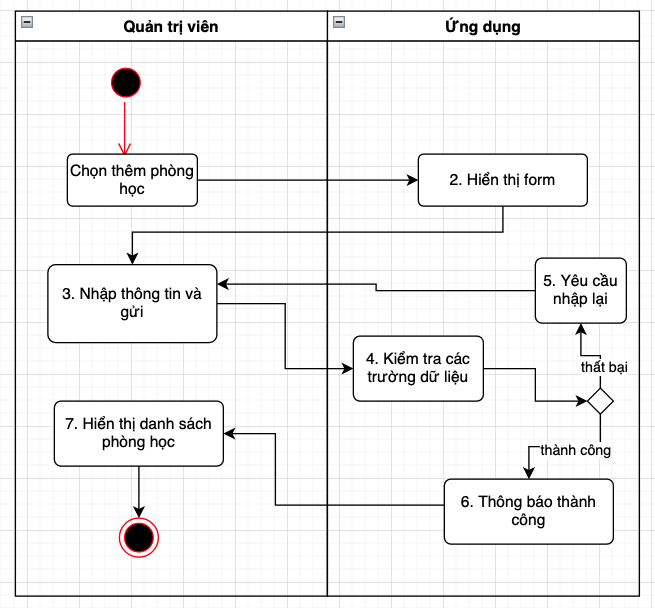 Quản trị viên
Ứng dụng
Chọn thêm phòng
học
2. Hiển thị form
3. Nhập thông tin và
gửi
5. Yêu cầu
nhập lại
4. Kiểm tra các
trường dữ liệu
thất bại
7. Hiển thị danh sách
phòng học
thành công
6. Thông báo thành
công